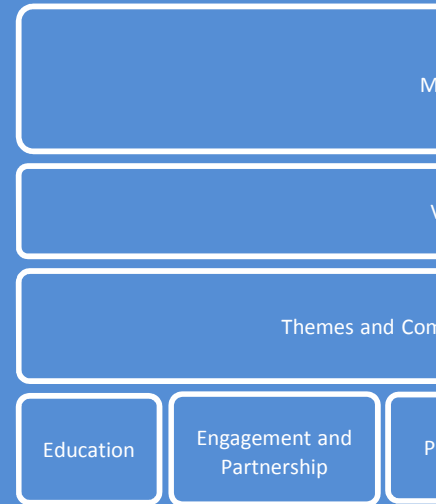 M
V
Themes and Com
Education
Engagement and
Partnership
P